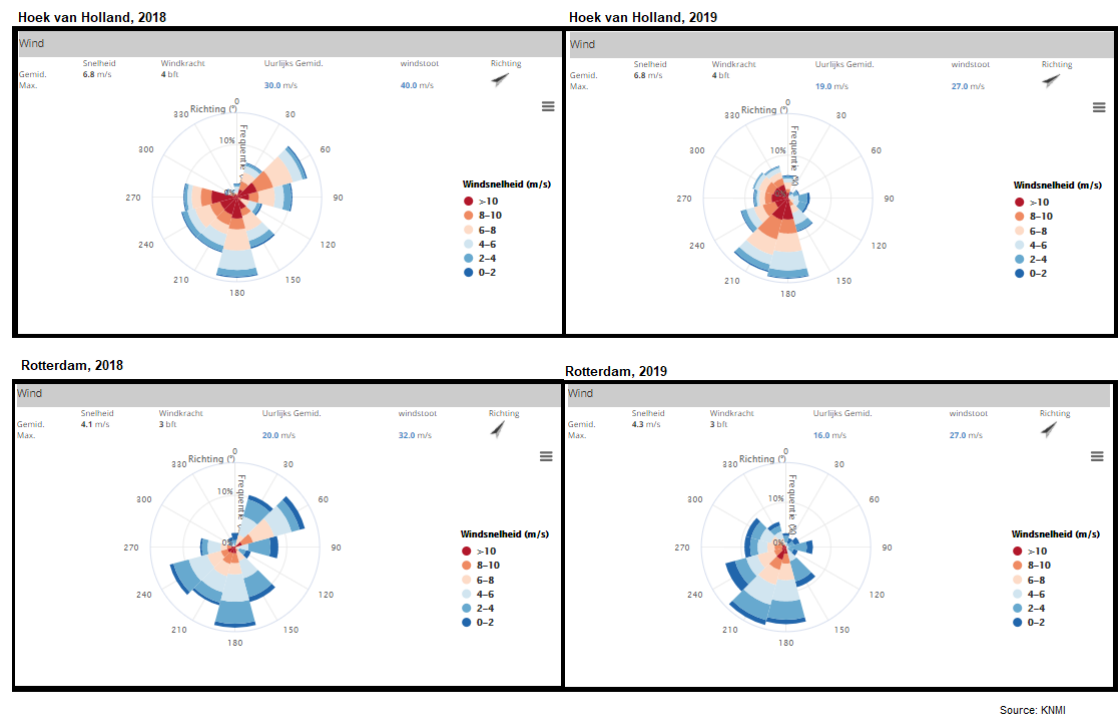 Hoek van Holland, 2018
Wind
Snelheid Windkracht Uurlijks Gemid. windstoot Richting
Gemid. 6.8 m/s 4 bft
Max. 30.0 m/s 40.0 m/s
0
330 Richting (°) 30
300 10% Frequentie 60
0%
270 90
240 120
210 150
180
Windsnelheid (m/s)
>10
8–10
6–8
4–6
2–4
0–2
Hoek van Holland, 2019
Wind
Snelheid Windkracht Uurlijks Gemid. windstoot Richting
Gemid. 6.8 m/s 4 bft
Max. 19.0 m/s 27.0 m/s
0
330 Richting (°) 30
300 10% Frequentie 60
270 90
240 120
210 150
180
Windsnelheid (m/s)
>10
8–10
6–8
4–6
2–4
0–2
Rotterdam, 2018
Wind
Snelheid Windkracht Uurlijks Gemid. windstoot Richting
Gemid. 4.1 m/s 3 bft
Max. 20.0 m/s 32.0 m/s
0
330 Richting (°) 30
300 10% Frequentie 60
0%
270 90
240 120
210 150
180
Windsnelheid (m/s)
>10
8–10
6–8
4–6
2–4
0–2
Rotterdam, 2019
Wind
Snelheid Windkracht Uurlijks Gemid. windstoot Richting
Gemid. 4.3 m/s 3 bft
Max. 16.0 m/s 27.0 m/s
0
330 Richting (°) 30
300 10% Frequentie 60
0%
270 90
240 120
210 150
180
Windsnelheid (m/s)
>10
8–10
6–8
4–6
2–4
0–2
Source: KNMI